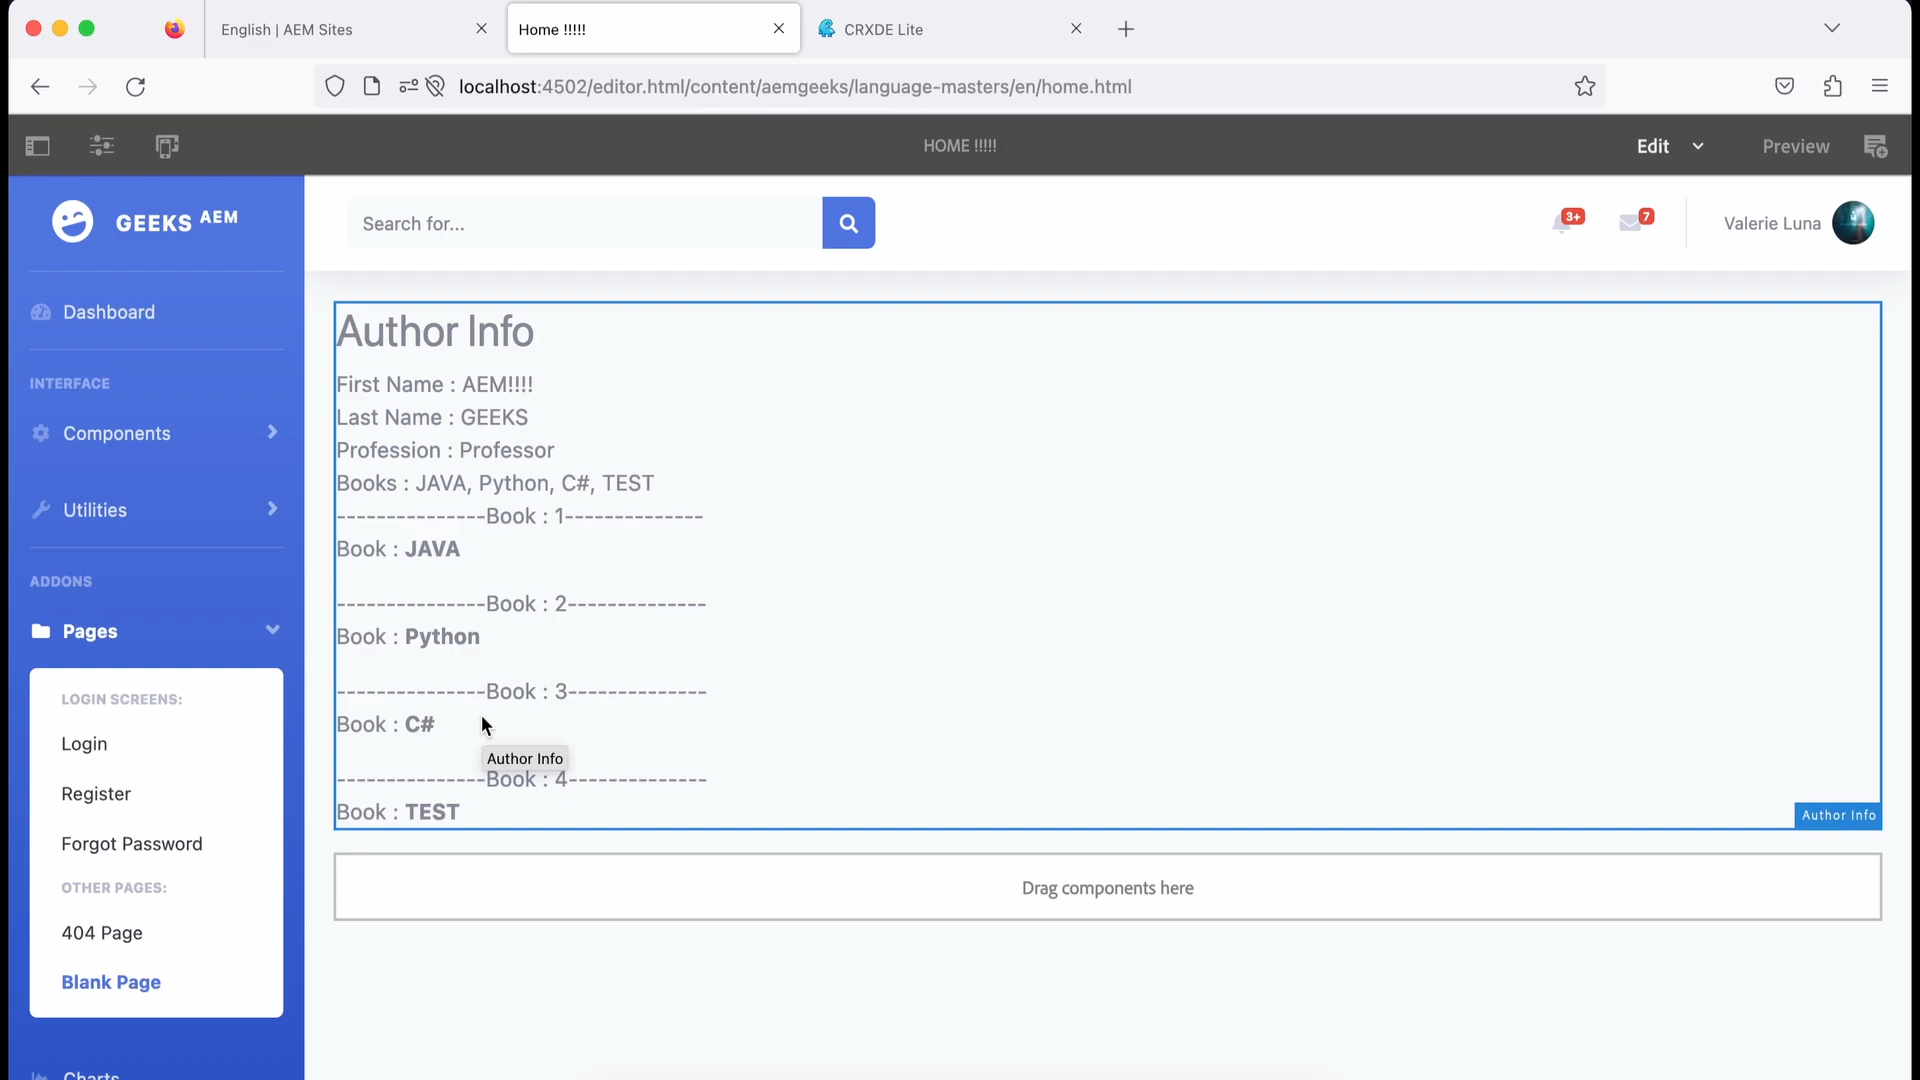 English | AEM Sites
Home !!!!!
CRXDE Lite
localhost:4502/editor.html/content/aemgeeks/language-masters/en/home.html
HOME !!!!!
Edit
Preview
GEEKS AEM
Search for...
3+
7
Valerie Luna
Dashboard
INTERFACE
Components
Utilities
ADDONS
Pages
LOGIN SCREENS:
Login
Register
Forgot Password
OTHER PAGES:
404 Page
Blank Page
Charts
Author Info
First Name : AEM!!!!
Last Name : GEEKS
Profession : Professor
Books : JAVA, Python, C#, TEST
---------------Book : 1--------------
Book : JAVA
---------------Book : 2--------------
Book : Python
---------------Book : 3--------------
Book : C#
Author Info
---------------Book : 4--------------
Book : TEST
Author Info
Drag components here